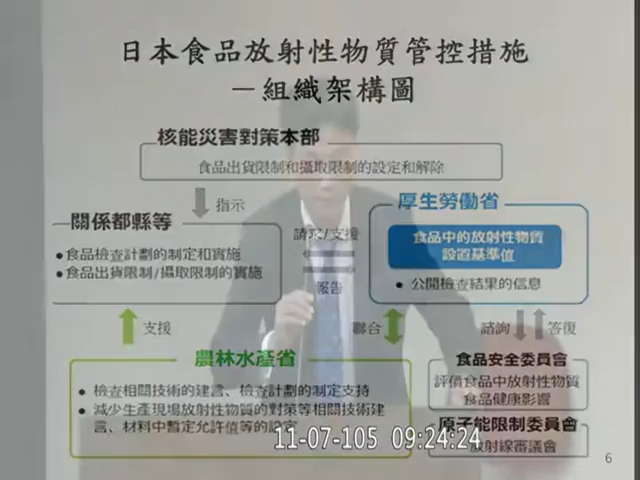 日本食品放射性物質管控措施
－組織架構圖
核能災害對策本部
食品出貨限制和攝取限制的設定和解除
指示
關係都縣等
●食品檢查計劃的制定和實施
●食品出貨限制/攝取限制的實施
請求/支援
報告
厚生勞働省
食品中的放射性物質
設置基準值
● 公開檢查結果的信息
支援
聯合
諮詢
答復
農林水產省
● 檢查相關技術的建言、檢查計劃的制定支持
● 減少生產現場放射性物質的對策等相關技術建
言、材料中暫定允許值等的設定
食品安全委員會
評價食品中放射性物質
食品健康影響
原子能限制委員會
放射線審議會
11-07-105 09:24:24
6